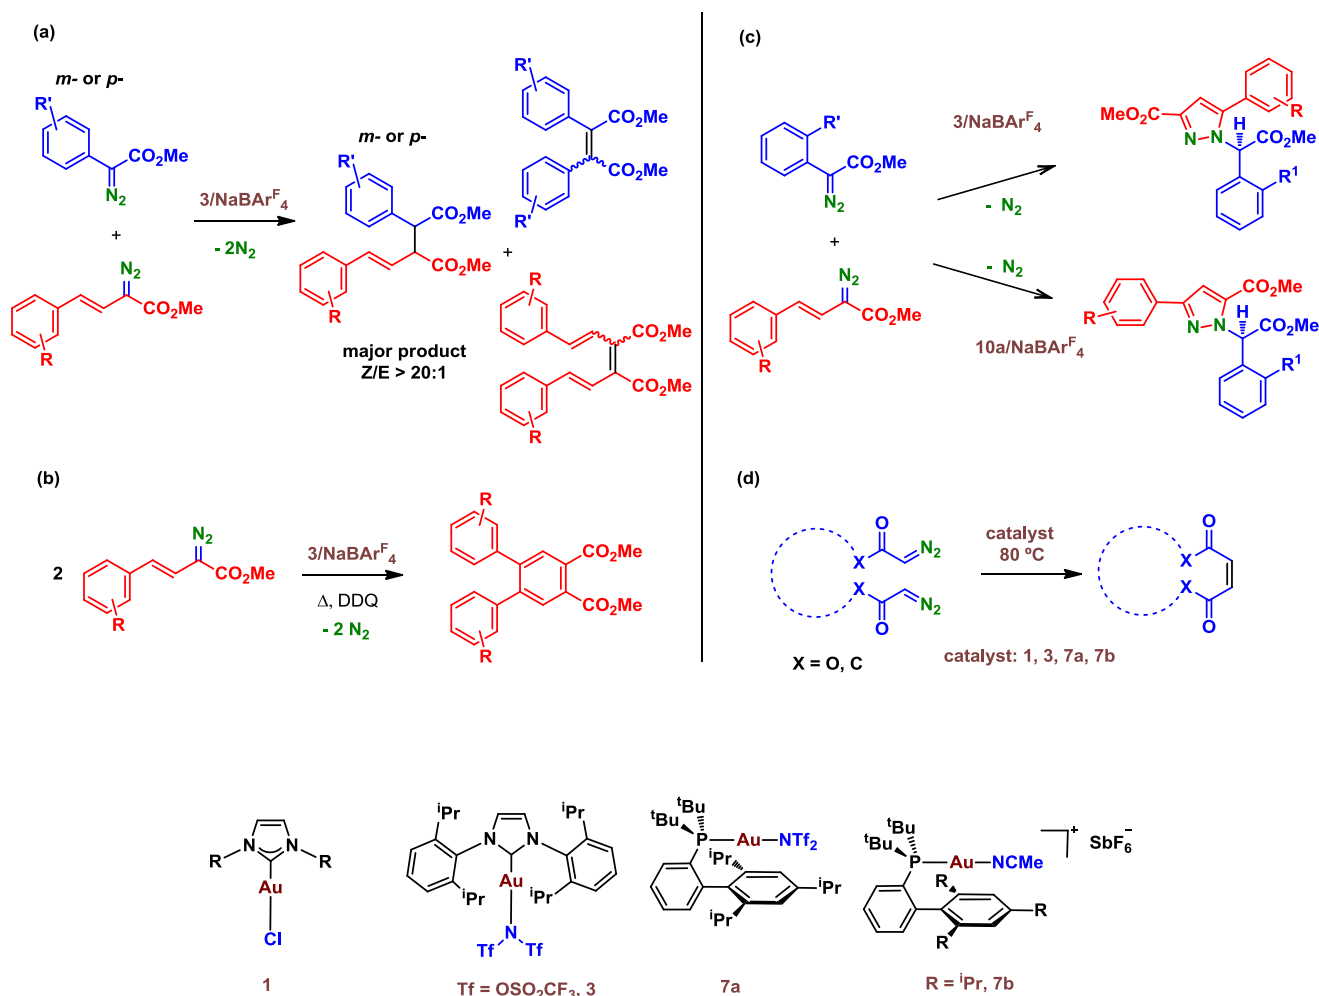 (a)
m- or p-
R'
CO2Me
N2
+
N2
CO2Me
R
3/NaBArF4
- 2N2
m- or p-
R'
CO2Me
CO2Me
R
major product
Z/E > 20:1
+
R'
CO2Me
CO2Me
R'
R
CO2Me
CO2Me
R
(b)
2
N2
CO2Me
R
3/NaBArF4
Δ, DDQ
- 2 N2
R
CO2Me
CO2Me
R
(c)
R'
CO2Me
N2
+
N2
CO2Me
R
3/NaBArF4
- N2
- N2
10a/NaBArF4
MeO2C
N
N
R
H
CO2Me
R1
R
N
N
CO2Me
H
CO2Me
R1
(d)
O
X
N2
X
N2
O
X = O, C
catalyst
80 ºC
O
X
X
O
catalyst: 1, 3, 7a, 7b
R
N
N
R
Au
Cl
1
iPr
iPr
N
N
iPr
iPr
Au
N
Tf
Tf
Tf = OSO2CF3, 3
tBu
tBu
P
Au
NTf2
iPr
iPr
iPr
7a
tBu
tBu
P
Au
NCMe
R
R
R
+
SbF6−
R = iPr, 7b